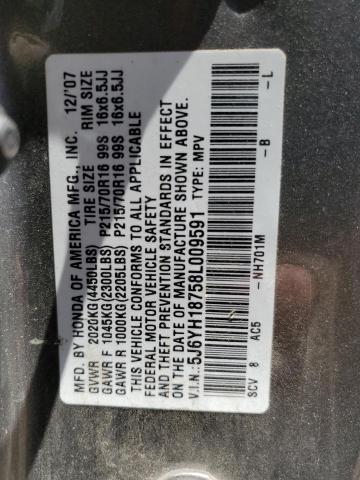 MFD. BY HONDA OF AMERICA MFG., INC. 12/'07
GVWR 2020KG(4450LBS) TIRE SIZE RIM SIZE
GAWR F 1045KG(2300LBS) P215/70R16 99S 16x6.5JJ
GAWR R 1000KG(2205LBS) P215/70R16 99S 16x6.5JJ
THIS VEHICLE CONFORMS TO ALL APPLICABLE
FEDERAL MOTOR VEHICLE SAFETY
AND THEFT PREVENTION STANDARDS IN EFFECT
ON THE DATE OF MANUFACTURE SHOWN ABOVE.
V.I.N.:5J6YH18758L009591 TYPE: MPV
SCV 8 AC5 -NH701M -B -L